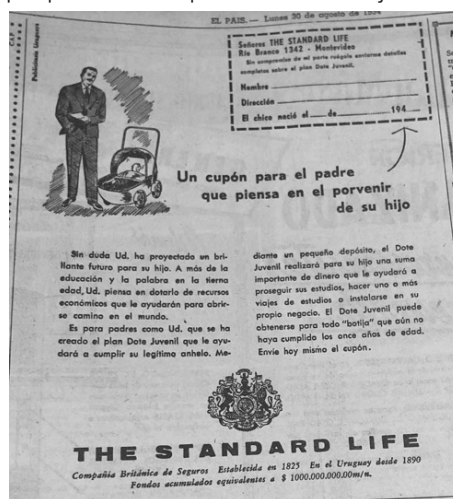 EL PAIS. — Lunes 30 de agosto de 1954
Publicidad Uruguay
Señores THE STANDARD LIFE
Río Branco 1342 - Montevideo
Sin compromiso de mi parte ruégole enviarme detalles
completos sobre el plan Dote Juvenil.
Nombre
Dirección
El chico nació el de 194
Un cupón para el padre
que piensa en el porvenir
de su hijo
Sin duda Ud. ha proyectado un bri-
llante futuro para su hijo. A más de la
educación y la palabra en la tierna
edad, Ud. piensa en dotarlo de recursos
económicos que le ayudarán para abrir-
se camino en el mundo.
Es para padres como Ud. que se ha
creado el plan Dote Juvenil que le ayu-
dará a cumplir su legítimo anhelo. Me-
diante un pequeño depósito, el Dote
Juvenil realizará para su hijo una suma
importante de dinero que le ayudará a
proseguir sus estudios, hacer uno o más
viajes de estudios o instalarse en su
propio negocio. El Dote Juvenil puede
obtenerse para todo "botija" que aún no
haya cumplido los once años de edad.
Envíe hoy mismo el cupón.
THE STANDARD LIFE
Compañía Británica de Seguros Establecida en 1825 En el Uruguay desde 1890
Fondos acumulados equivalentes a $ 1000.000.000.00m/n.